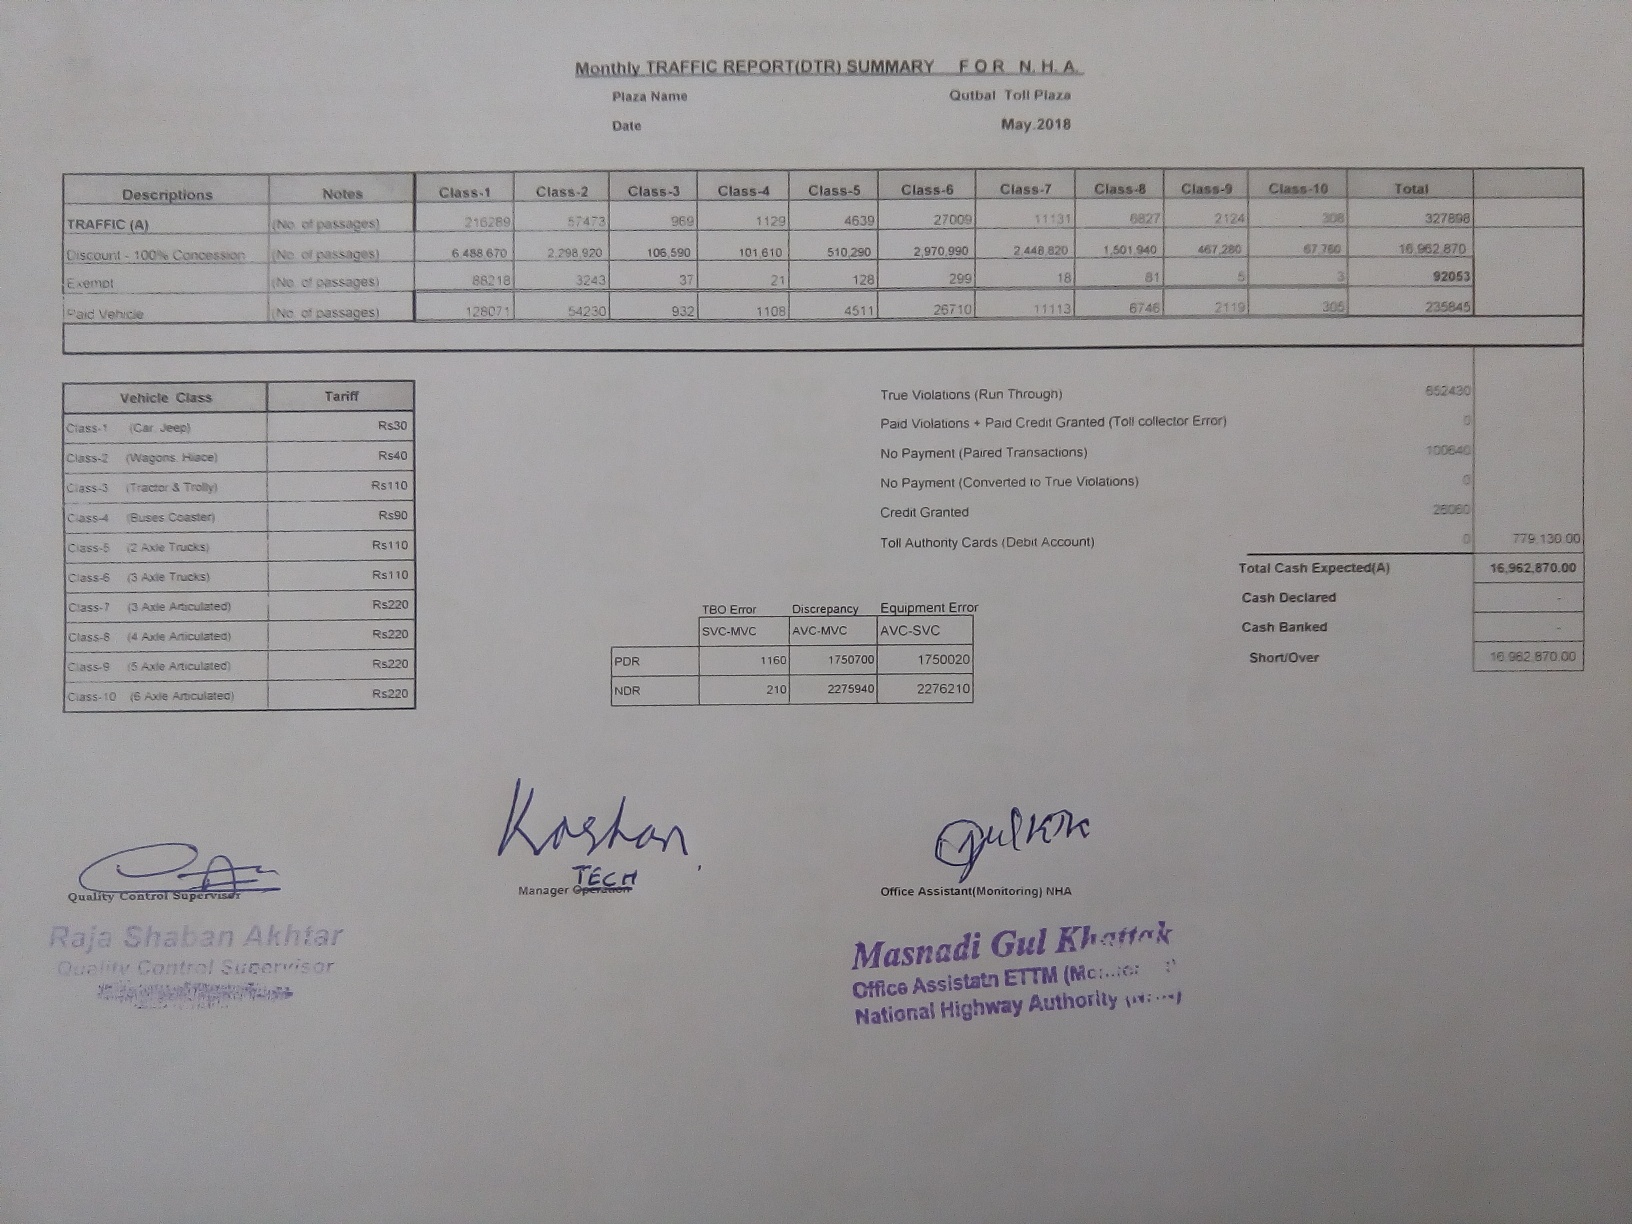 Monthly TRAFFIC REPORT(DTR) SUMMARY F O R N. H. A.
Plaza Name Qutbal Toll Plaza
Date May.2018
Descriptions Notes Class-1 Class-2 Class-3 Class-4 Class-5 Class-6 Class-7 Class-8 Class-9 Class-10 Total
TRAFFIC (A) (No. of passages) 216289 57473 969 1129 4639 27009 11131 6827 2124 308 327898
Discount - 100% Concession (No. of passages) 6,488,670 2,298,920 106,590 101,610 510,290 2,970,990 2,448,820 1,501,940 467,280 67,760 16,962,870
Exempt (No. of passages) 88218 3243 37 21 128 299 18 81 5 3 92053
Paid Vehicle (No. of passages) 128071 54230 932 1108 4511 26710 11113 6746 2119 305 235845
Vehicle Class Tariff
Class-1 (Car, Jeep) Rs30
Class-2 (Wagons, Hiace) Rs40
Class-3 (Tractor & Trolly) Rs110
Class-4 (Buses Coaster) Rs90
Class-5 (2 Axle Trucks) Rs110
Class-6 (3 Axle Trucks) Rs110
Class-7 (3 Axle Articulated) Rs220
Class-8 (4 Axle Articulated) Rs220
Class-9 (5 Axle Articulated) Rs220
Class-10 (6 Axle Articulated) Rs220
True Violations (Run Through) 652430
Paid Violations + Paid Credit Granted (Toll collector Error) 0
No Payment (Paired Transactions) 100640
No Payment (Converted to True Violations) 0
Credit Granted 26060
Toll Authority Cards (Debit Account) 0 779,130.00
Total Cash Expected(A) 16,962,870.00
Cash Declared -
Cash Banked -
Short/Over 16,962,870.00
TBO Error Discrepancy Equipment Error
SVC-MVC AVC-MVC AVC-SVC
PDR 1160 1750700 1750020
NDR 210 2275940 2276210
Quality Control Supervisor
Raja Shaban Akhtar
Quality Control Supervisor
TECH
Manager Operation
Office Assistant(Monitoring) NHA
Masnadi Gul Khattak
Office Assistatn ETTM
National Highway Authority